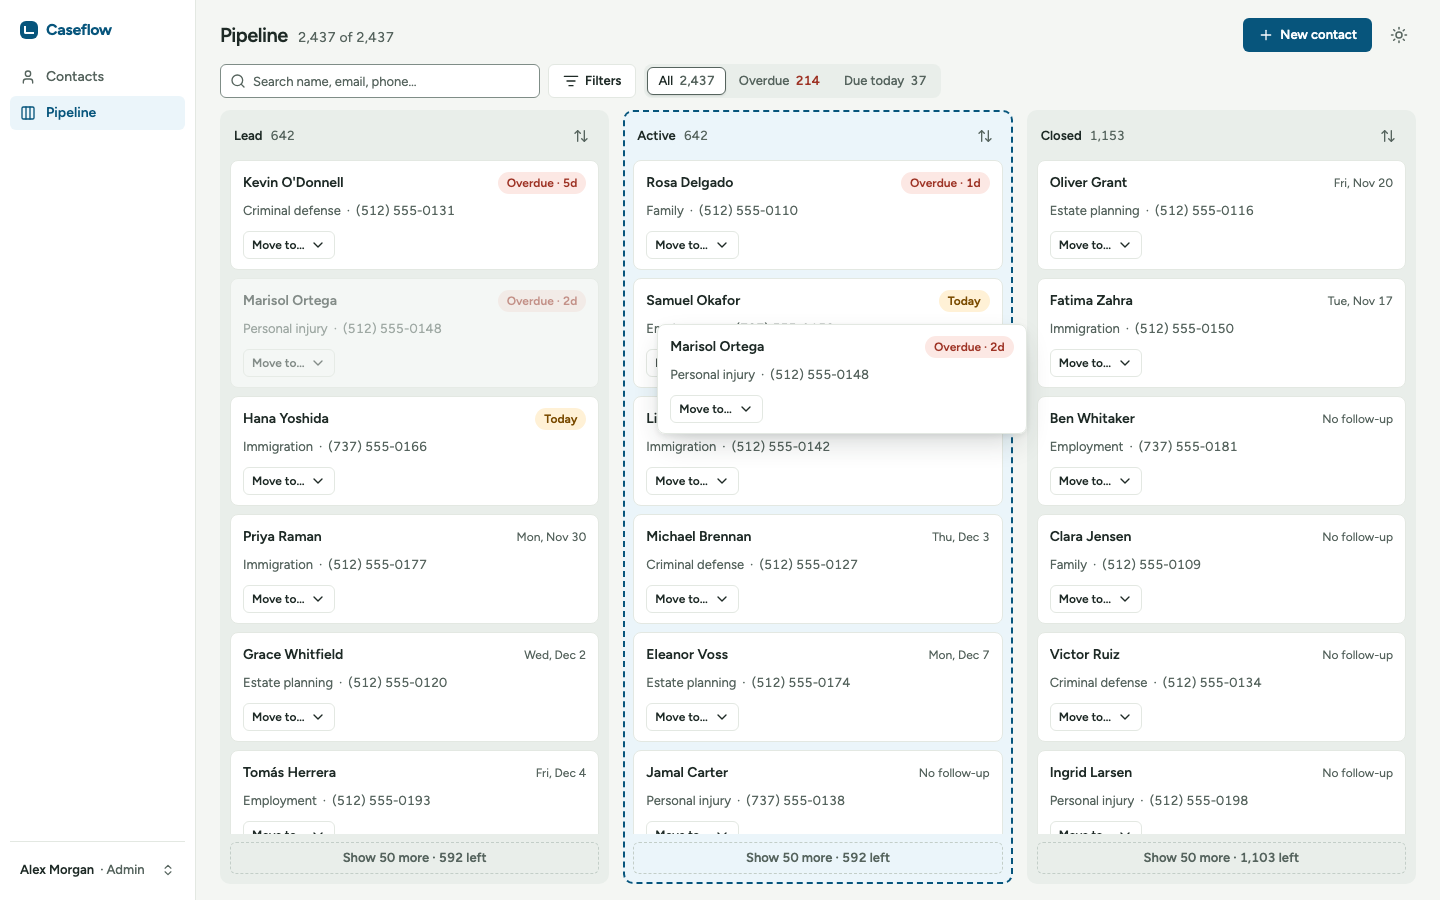 Caseflow
Contacts
Pipeline
Alex Morgan · Admin
Pipeline 2,437 of 2,437
New contact
Search name, email, phone...
Filters
All 2,437
Overdue 214
Due today 37
Lead 642
Kevin O'Donnell
Overdue · 5d
Criminal defense · (512) 555-0131
Move to...
Marisol Ortega
Overdue · 2d
Personal injury · (512) 555-0148
Move to...
Hana Yoshida
Today
Immigration · (737) 555-0166
Move to...
Priya Raman
Mon, Nov 30
Immigration · (512) 555-0177
Move to...
Grace Whitfield
Wed, Dec 2
Estate planning · (512) 555-0120
Move to...
Tomás Herrera
Fri, Dec 4
Employment · (512) 555-0193
Move to...
Show 50 more · 592 left
Active 642
Rosa Delgado
Overdue · 1d
Family · (512) 555-0110
Move to...
Samuel Okafor
Today
Marisol Ortega
Overdue · 2d
Personal injury · (512) 555-0148
Move to...
Immigration · (512) 555-0142
Move to...
Michael Brennan
Thu, Dec 3
Criminal defense · (512) 555-0127
Move to...
Eleanor Voss
Mon, Dec 7
Estate planning · (512) 555-0174
Move to...
Jamal Carter
No follow-up
Personal injury · (737) 555-0138
Move to...
Show 50 more · 592 left
Closed 1,153
Oliver Grant
Fri, Nov 20
Estate planning · (512) 555-0116
Move to...
Fatima Zahra
Tue, Nov 17
Immigration · (512) 555-0150
Move to...
Ben Whitaker
No follow-up
Employment · (737) 555-0181
Move to...
Clara Jensen
No follow-up
Family · (512) 555-0109
Move to...
Victor Ruiz
No follow-up
Criminal defense · (512) 555-0134
Move to...
Ingrid Larsen
No follow-up
Personal injury · (512) 555-0198
Move to...
Show 50 more · 1,103 left